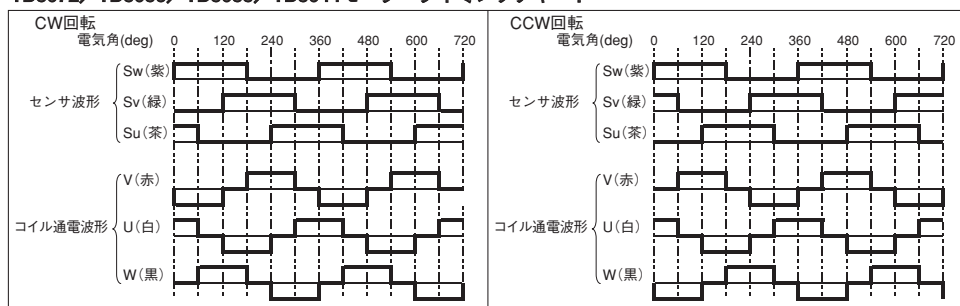 CW回転
電気角(deg) 0 120 240 360 480 600 720
Sw(紫)
センサ波形 Sv(緑)
Su(茶)
V(赤)
コイル通電波形 U(白)
W(黒)
CCW回転
電気角(deg) 0 120 240 360 480 600 720
Sw(紫)
センサ波形 Sv(緑)
Su(茶)
V(赤)
コイル通電波形 U(白)
W(黒)